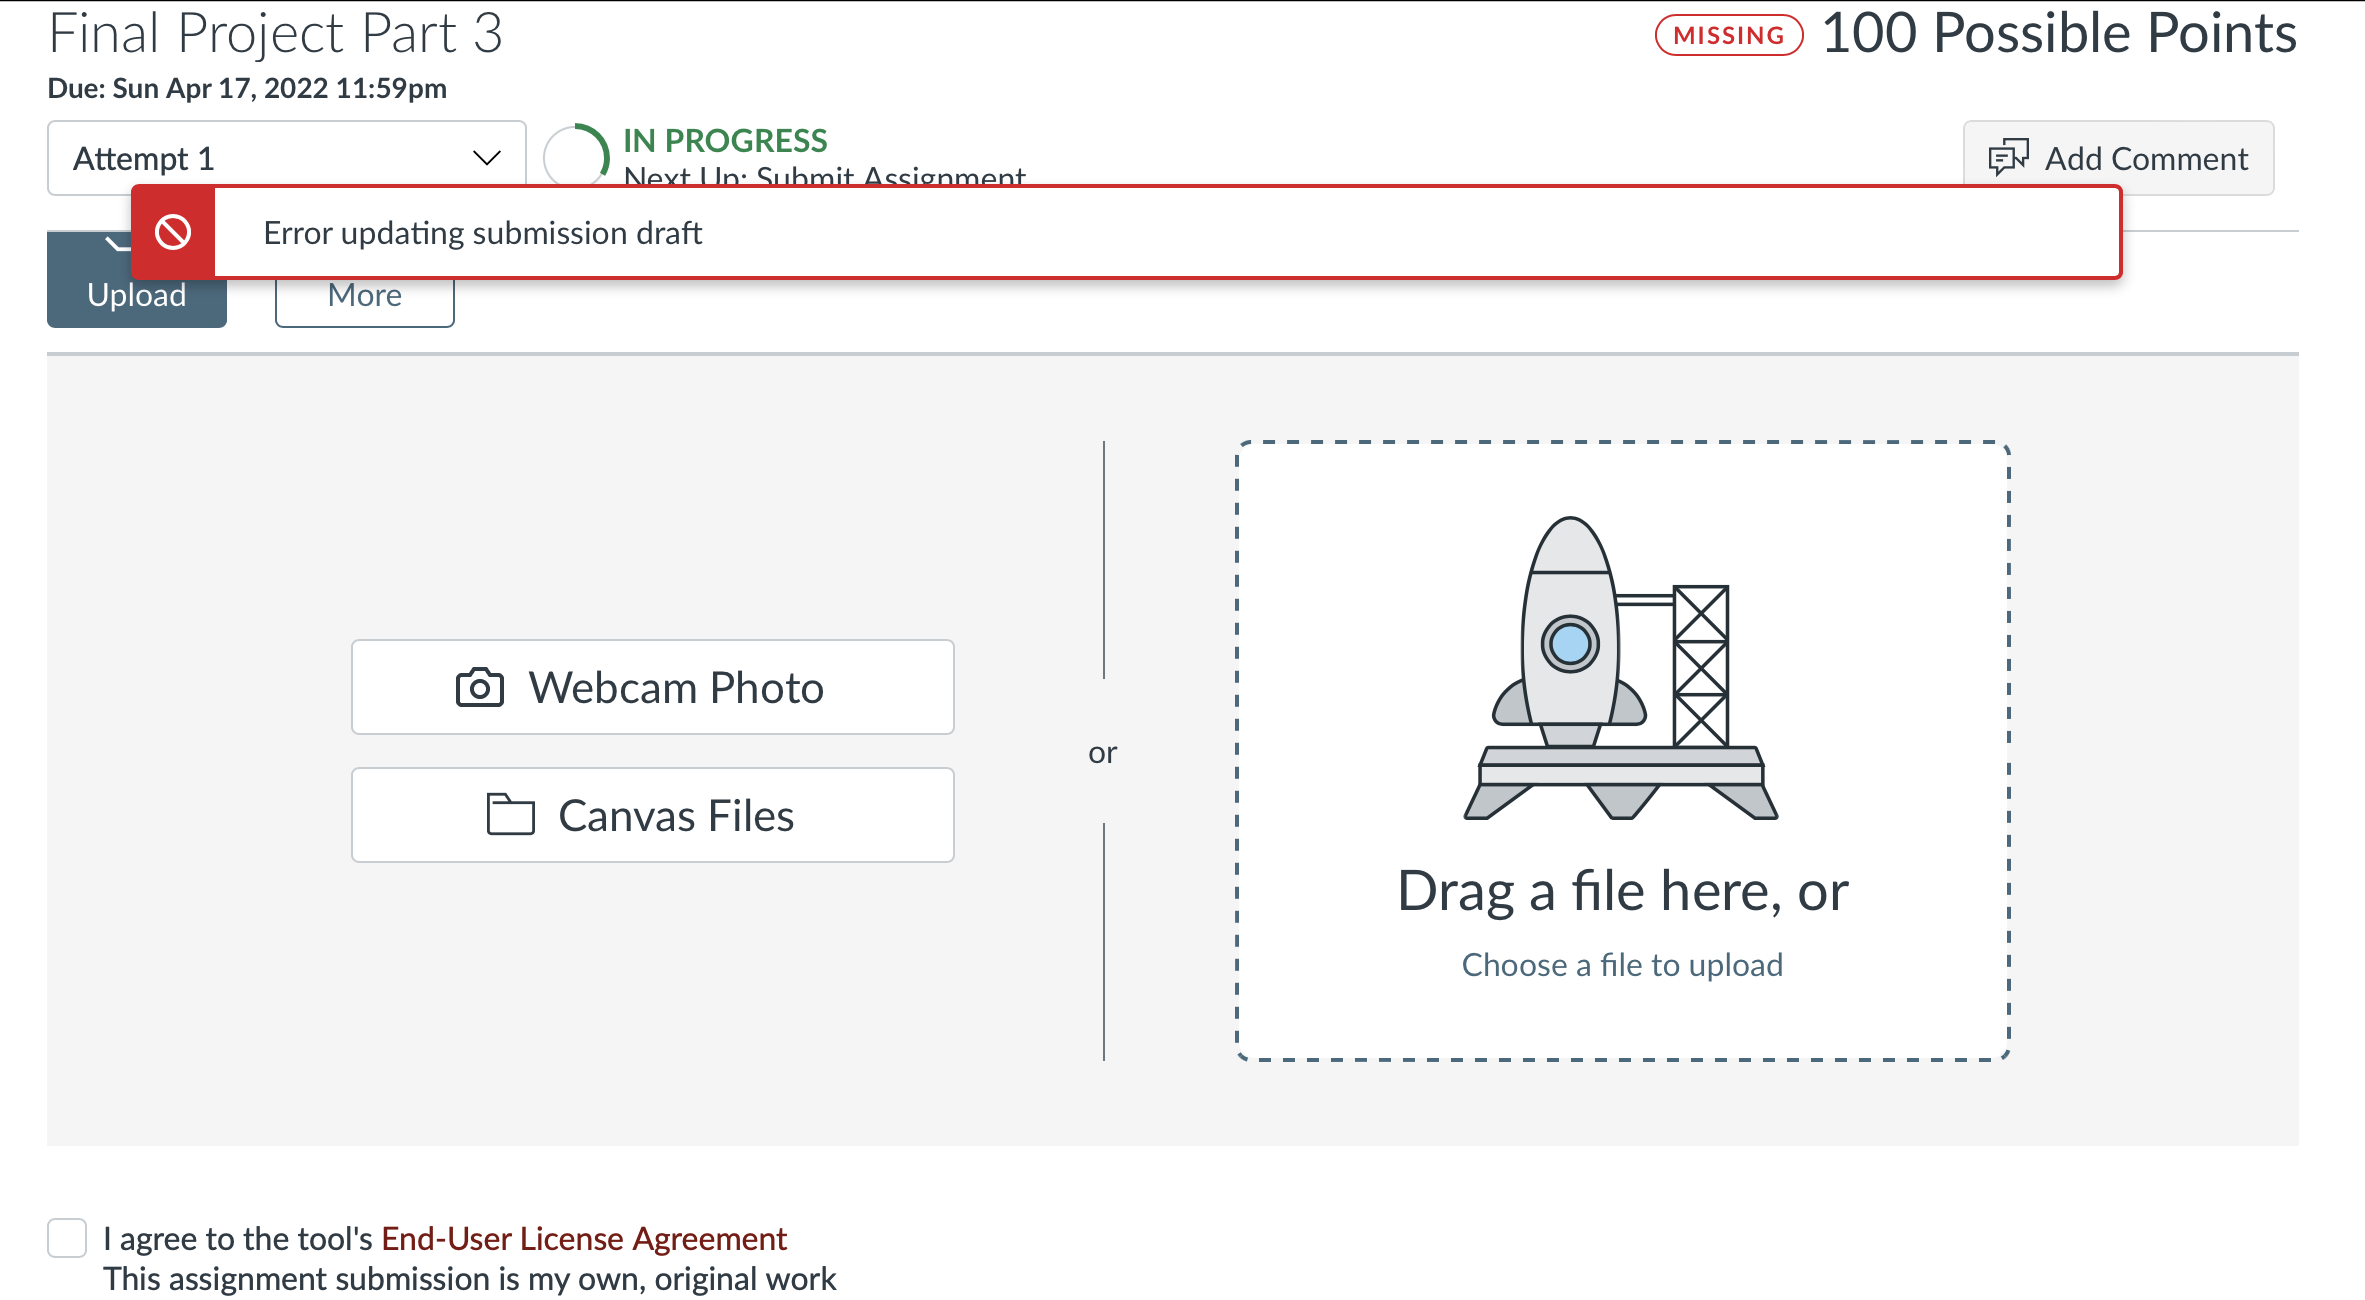 Final Project Part 3
MISSING 100 Possible Points
Due: Sun Apr 17, 2022 11:59pm
Attempt 1
IN PROGRESS
Next Up: Submit Assignment
Add Comment
Error updating submission draft
Upload
More
Webcam Photo
Canvas Files
or
Drag a file here, or
Choose a file to upload
I agree to the tool's End-User License Agreement
This assignment submission is my own, original work